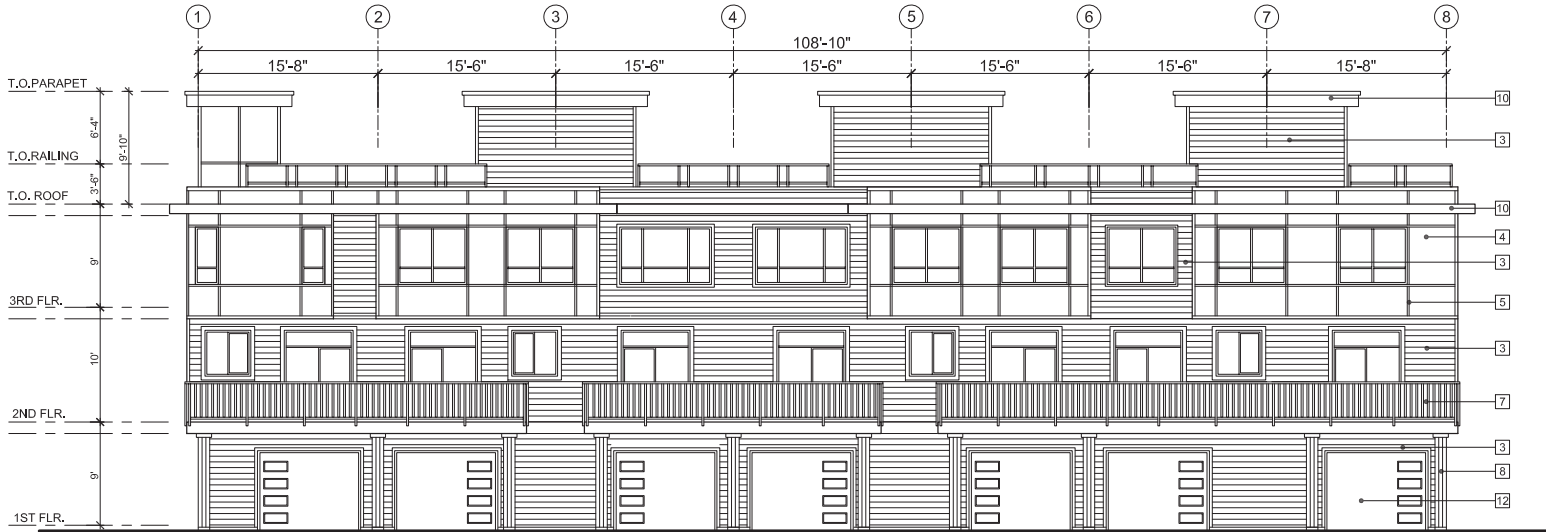 1 2 3 4 5 6 7 8
108'-10"
15'-8" 15'-6" 15'-6" 15'-6" 15'-6" 15'-6" 15'-8"
T.O.PARAPET
10
6'-4"
9'-10"
3
T.O.RAILING
3'-6"
T.O. ROOF
10
4
9'
3
3RD FLR.
5
10'
3
7
2ND FLR.
3
9'
8
12
1ST FLR.